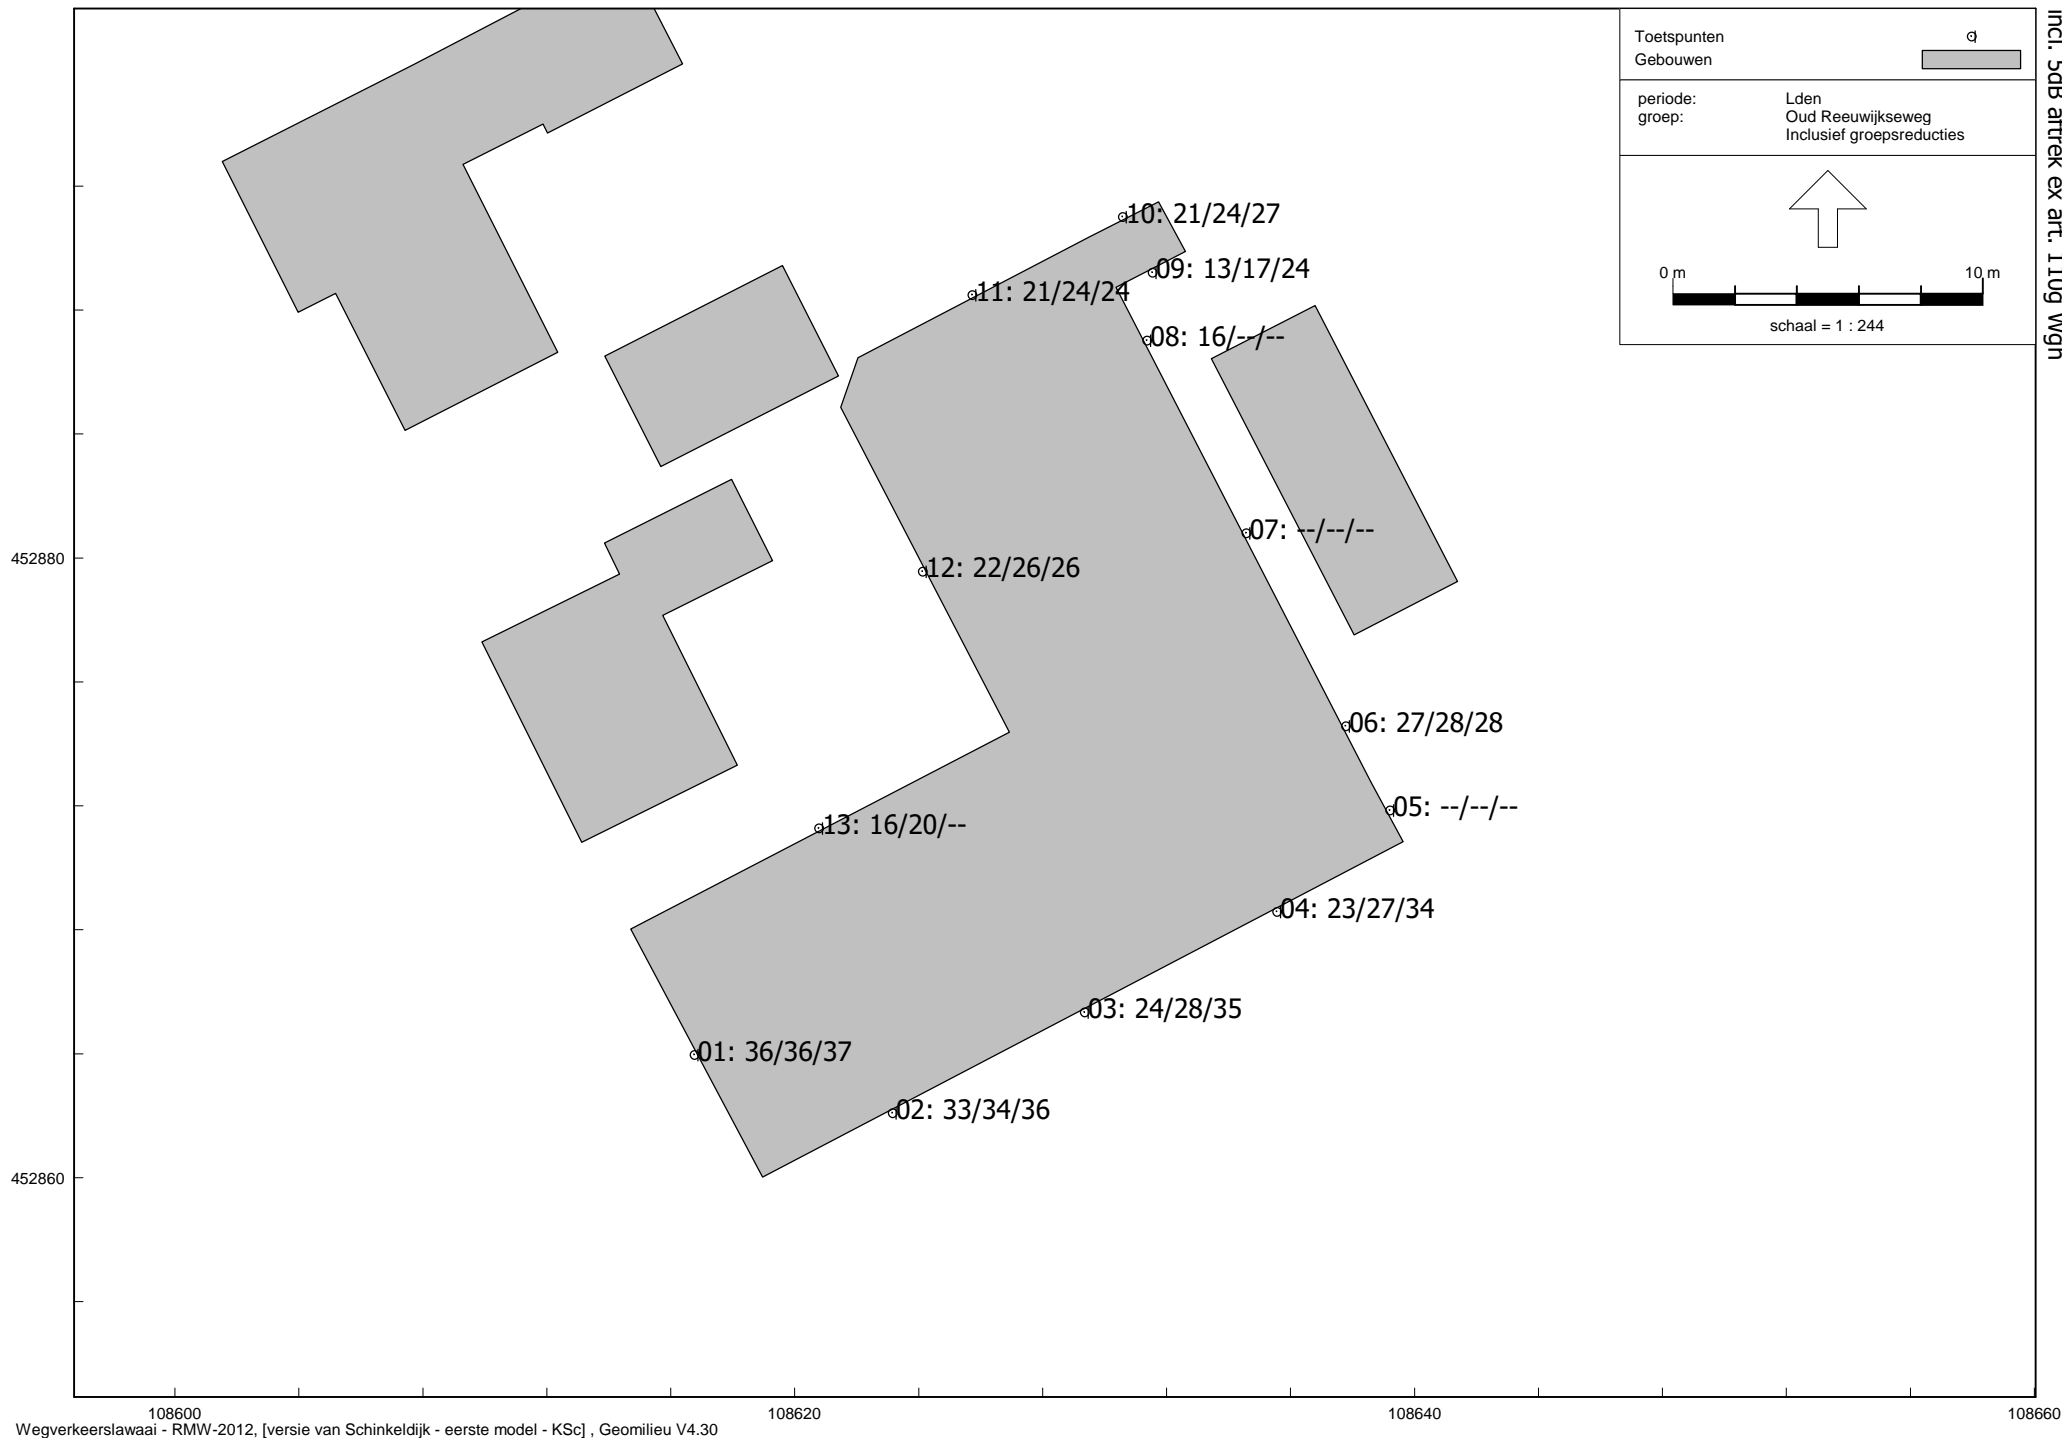 Toetspunten
Gebouwen
periode: Lden
groep: Oud Reeuwijkseweg
Inclusief groepsreducties
0 m 10 m
schaal = 1 : 244
incl. 5dB aftrek ex art. 110g Wgh
10: 21/24/27
09: 13/17/24
11: 21/24/24
08: 16/--/--
07: --/--/--
452880
12: 22/26/26
06: 27/28/28
05: --/--/--
13: 16/20/--
04: 23/27/34
03: 24/28/35
01: 36/36/37
02: 33/34/36
452860
108600 108620 108640 108660
Wegverkeerslawaai - RMW-2012, [versie van Schinkeldijk - eerste model - KSc] , Geomilieu V4.30